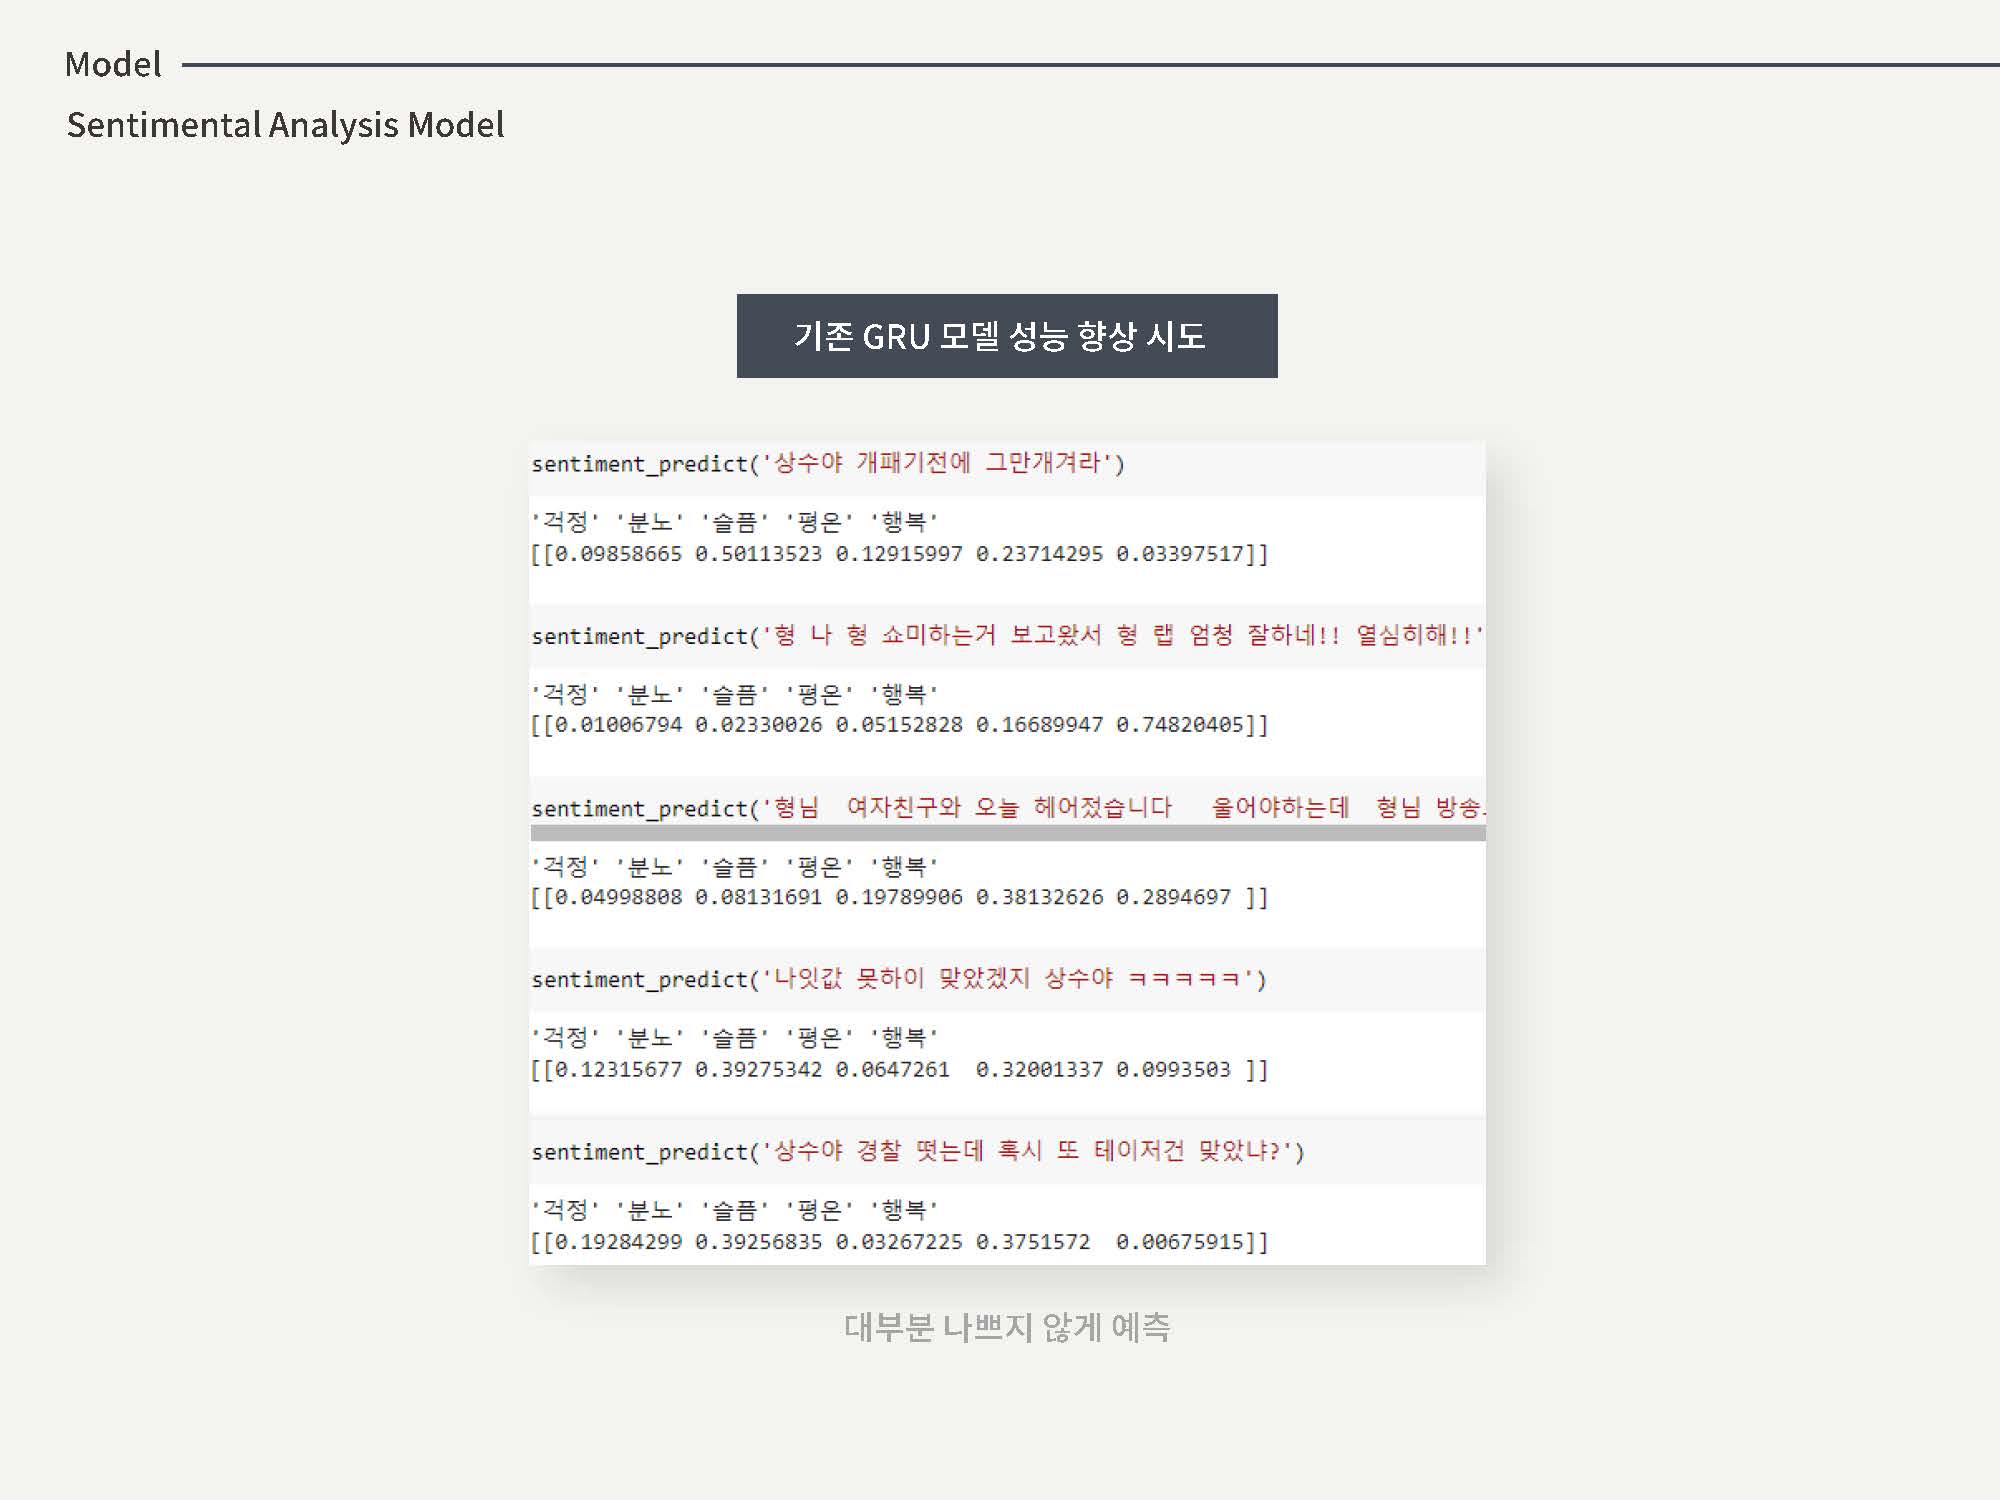 Model
Sentimental Analysis Model
기존 GRU 모델 성능 향상 시도
sentiment_predict('상수야 개패기전에 그만개겨라')
'걱정' '분노' '슬픔' '평온' '행복'
[[0.09858665 0.50113523 0.12915997 0.23714295 0.03397517]]
sentiment_predict('형 나 형 쇼미하는거 보고왔서 형 랩 엄청 잘하네!! 열심히해!!'
'걱정' '분노' '슬픔' '평온' '행복'
[[0.01006794 0.02330026 0.05152828 0.16689947 0.74820405]]
sentiment_predict('형님  여자친구와 오늘 헤어젔습니다   울어야하는데  형님 방송
'걱정' '분노' '슬픔' '평온' '행복'
[[0.04998808 0.08131691 0.19789906 0.38132626 0.2894697 ]]
sentiment_predict('나잇값 못하이 맞았겠지 상수야 ㅋㅋㅋㅋㅋ')
'걱정' '분노' '슬픔' '평온' '행복'
[[0.12315677 0.39275342 0.0647261  0.32001337 0.0993503 ]]
sentiment_predict('상수야 경찰 떳는데 혹시 또 테이저건 맞았냐?')
'걱정' '분노' '슬픔' '평온' '행복'
[[0.19284299 0.39256835 0.03267225 0.3751572  0.00675915]]
대부분 나쁘지 않게 예측